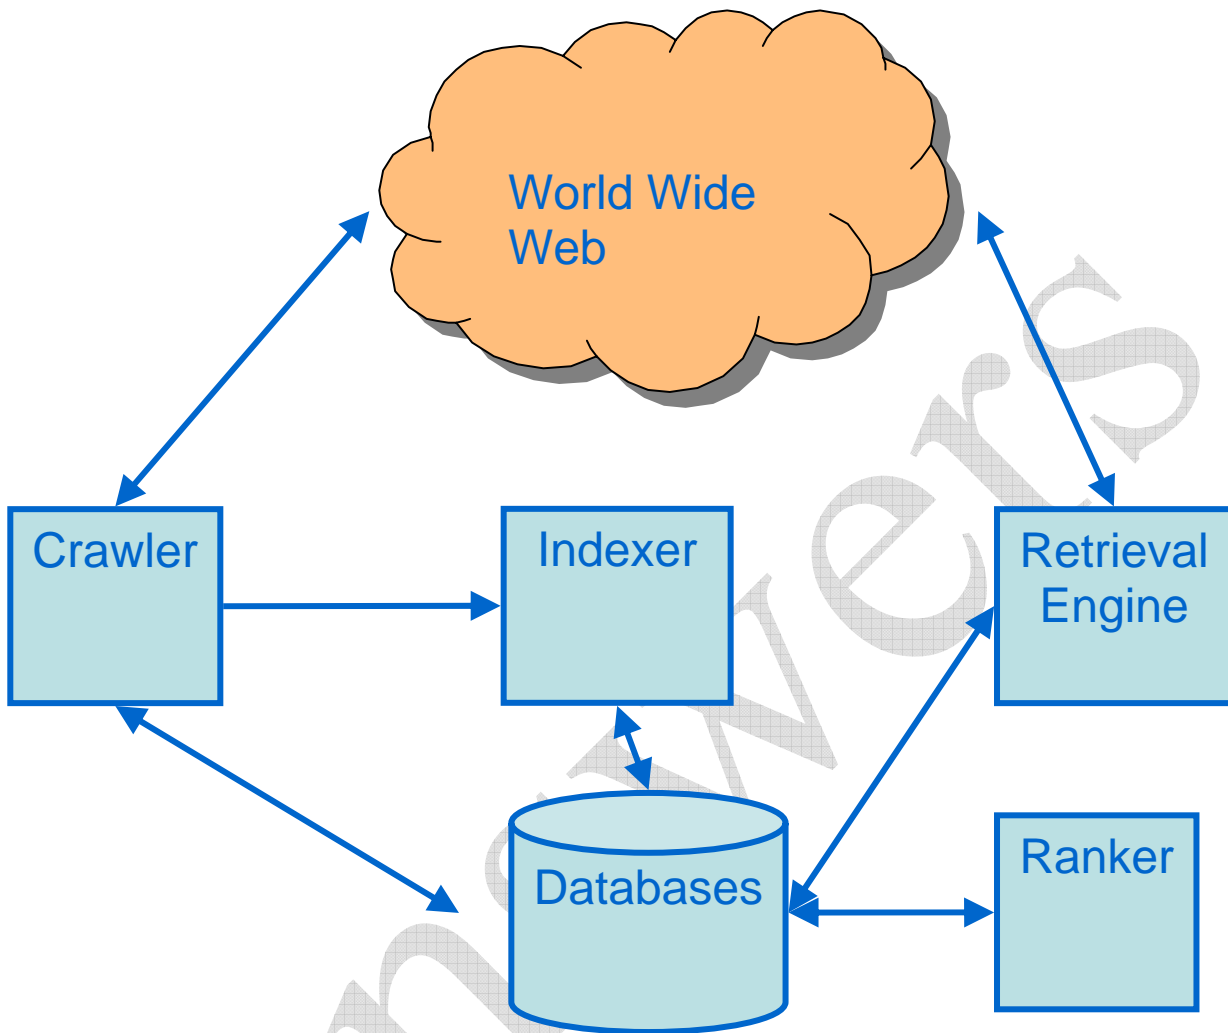 World Wide
Web
Crawler
Indexer
Retrieval
Engine
Databases
Ranker